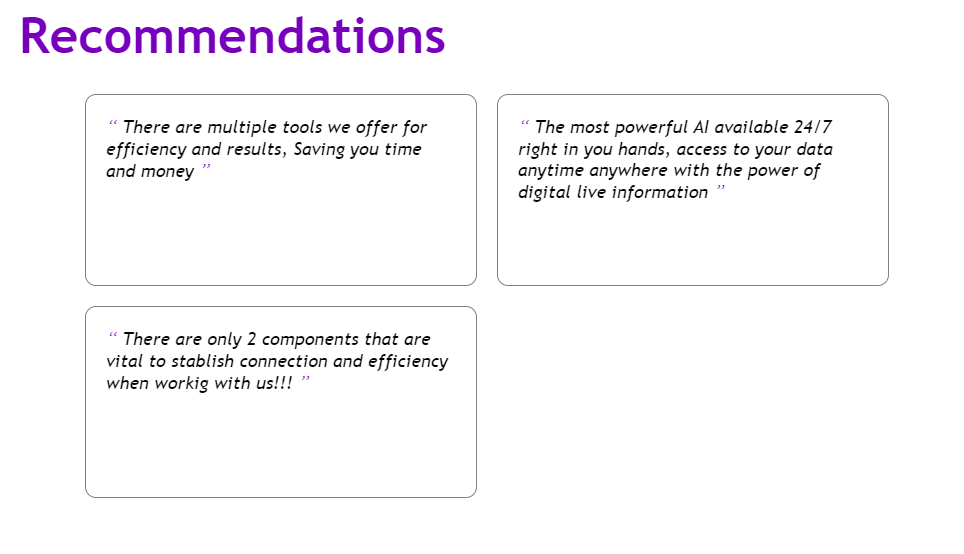 Recommendations
“ There are multiple tools we offer for
efficiency and results, Saving you time
and money ”
“ The most powerful AI available 24/7
right in you hands, access to your data
anytime anywhere with the power of
digital live information ”
“ There are only 2 components that are
vital to stablish connection and efficiency
when workig with us!!! ”